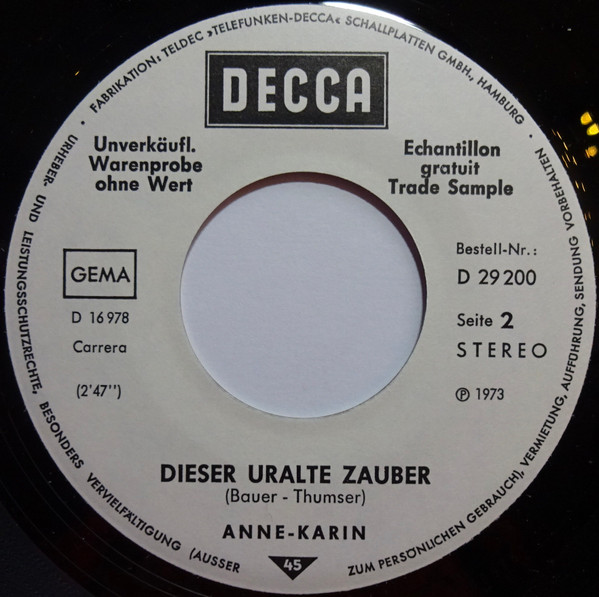 · FABRIKATION: TELDEC »TELEFUNKEN-DECCA« SCHALLPLATTEN GMBH., HAMBURG ·
DECCA
Unverkäufl.
Warenprobe
ohne Wert
Echantillon
gratuit
Trade Sample
GEMA
D 16 978
Carrera
(2'47'')
Bestell-Nr.:
D 29 200
Seite 2
STEREO
℗ 1973
DIESER URALTE ZAUBER
(Bauer - Thumser)
ANNE-KARIN
45
URHEBER- UND LEISTUNGSSCHUTZRECHTE, BESONDERS VERVIELFÄLTIGUNG (AUSSER ZUM PERSÖNLICHEN GEBRAUCH), VERMIETUNG, AUFFÜHRUNG, SENDUNG VORBEHALTEN